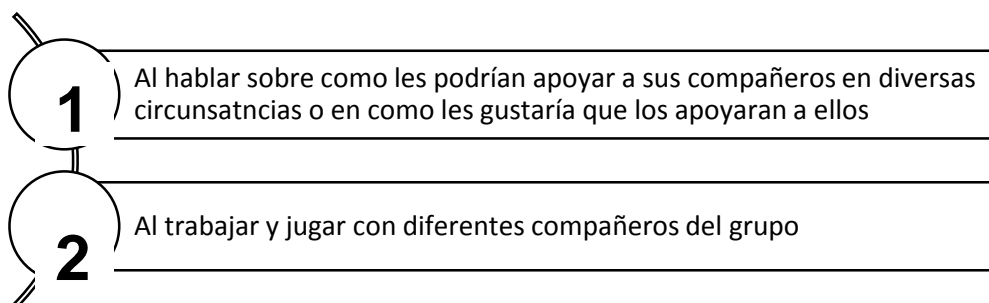 1
Al hablar sobre como les podrían apoyar a sus compañeros en diversas
circunsatncias o en como les gustaría que los apoyaran a ellos
2
Al trabajar y jugar con diferentes compañeros del grupo